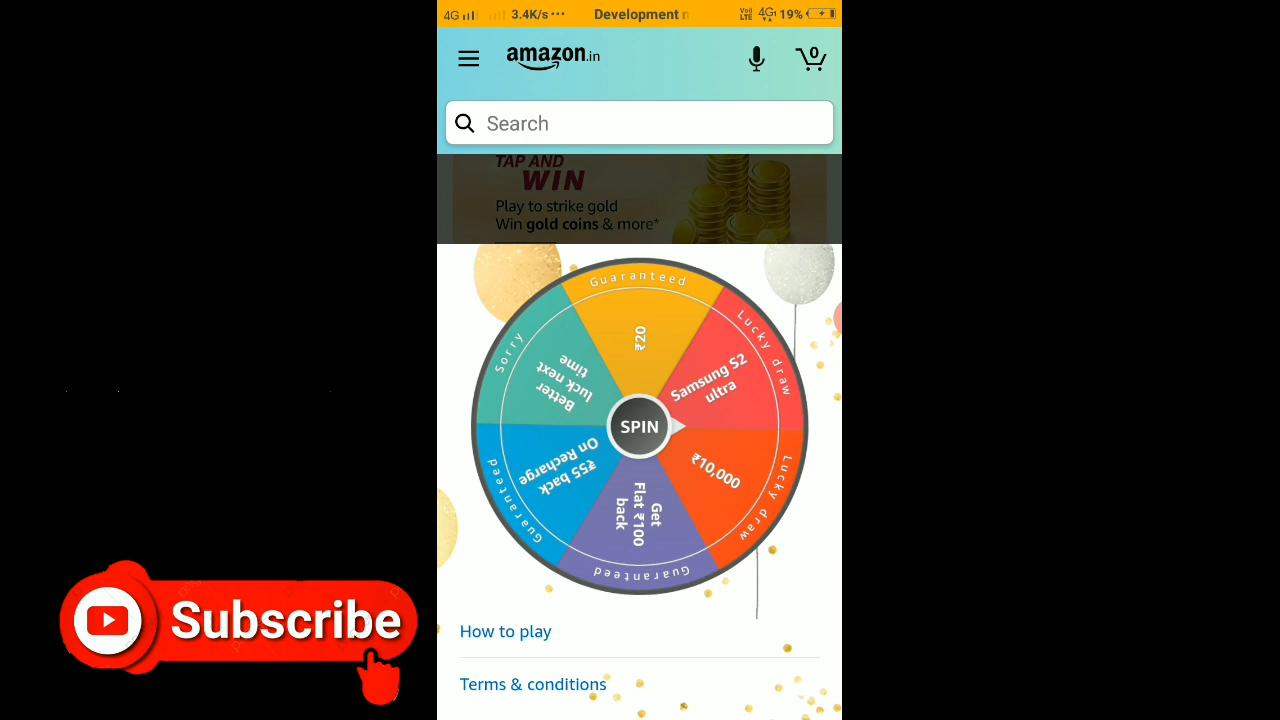 4G 3.4K/s ••• Development VoLTE 4G 19%
amazon.in
0
Search
TAP AND
WIN
Play to strike gold
Win gold coins & more*
Guaranteed
₹20
Lucky draw
Samsung S2
ultra
Lucky draw
₹10,000
Guaranteed
Get
Flat ₹100
back
Guaranteed
₹55 back
On Recharge
Sorry
Better
luck next
time
SPIN
Subscribe
How to play
Terms & conditions